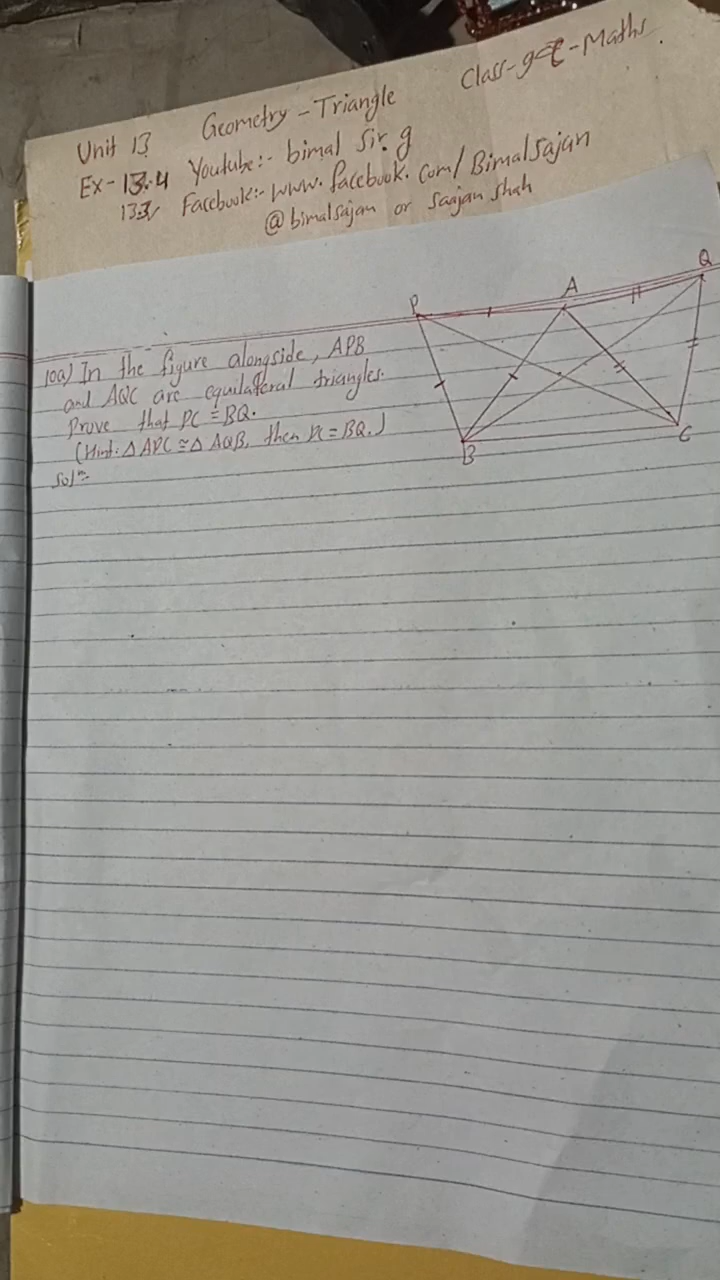 Unit 13 Geometry - Triangle Class - 9 - Maths.
Ex - 13.4 Youtube:- bimal sir g
13.3 Facebook:- www.facebook.com/Bimalsajan
@bimalsajan or saajan shah
10a) In the figure alongside, APB
and AQC are equilateral triangles.
Prove that PC = BQ.
(Hint: △ APC ≅ △ AQB, then PC = BQ.)
Solⁿ:
P A Q
B C